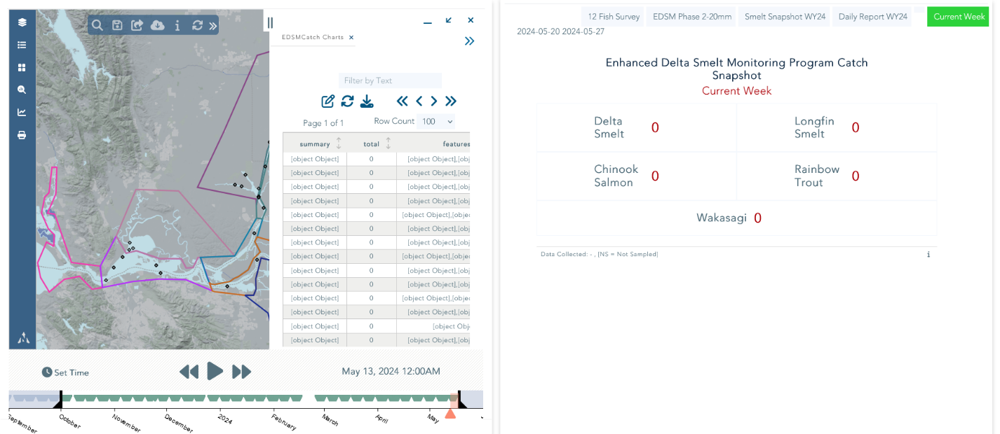 EDSMCatch Charts
Filter by Text
Page 1 of 1
Row Count 100
summary total features
[object Object] 0 [object Object],[obj
[object Object] 0 [object Object],[obj
[object Object] 0 [object Object],[obj
[object Object] 0 [object Object],[obj
[object Object] 0 [object Object],[object
[object Object] 0 [object Object],[obj
[object Object] 0 [object Object],[obj
[object Object] 0 [object Object],[object
[object Object] 0 [object Object],[obj
[object Object] 0 [object Object],[obj
[object Object] 0 [object Object],[object
[object Object] 0 [object Object],[obj
[object Object] 0 [object Obj
[object Object] 0 [object Object],[obj
Set Time
May 13, 2024 12:00AM
September October November December 2024 February March April May
12 Fish Survey EDSM Phase 2-20mm Smelt Snapshot WY24 Daily Report WY24 Current Week
2024-05-20 2024-05-27
Enhanced Delta Smelt Monitoring Program Catch
Snapshot
Current Week
Delta
Smelt 0
Longfin
Smelt 0
Chinook
Salmon 0
Rainbow
Trout 0
Wakasagi 0
Data Collected: - , [NS = Not Sampled]